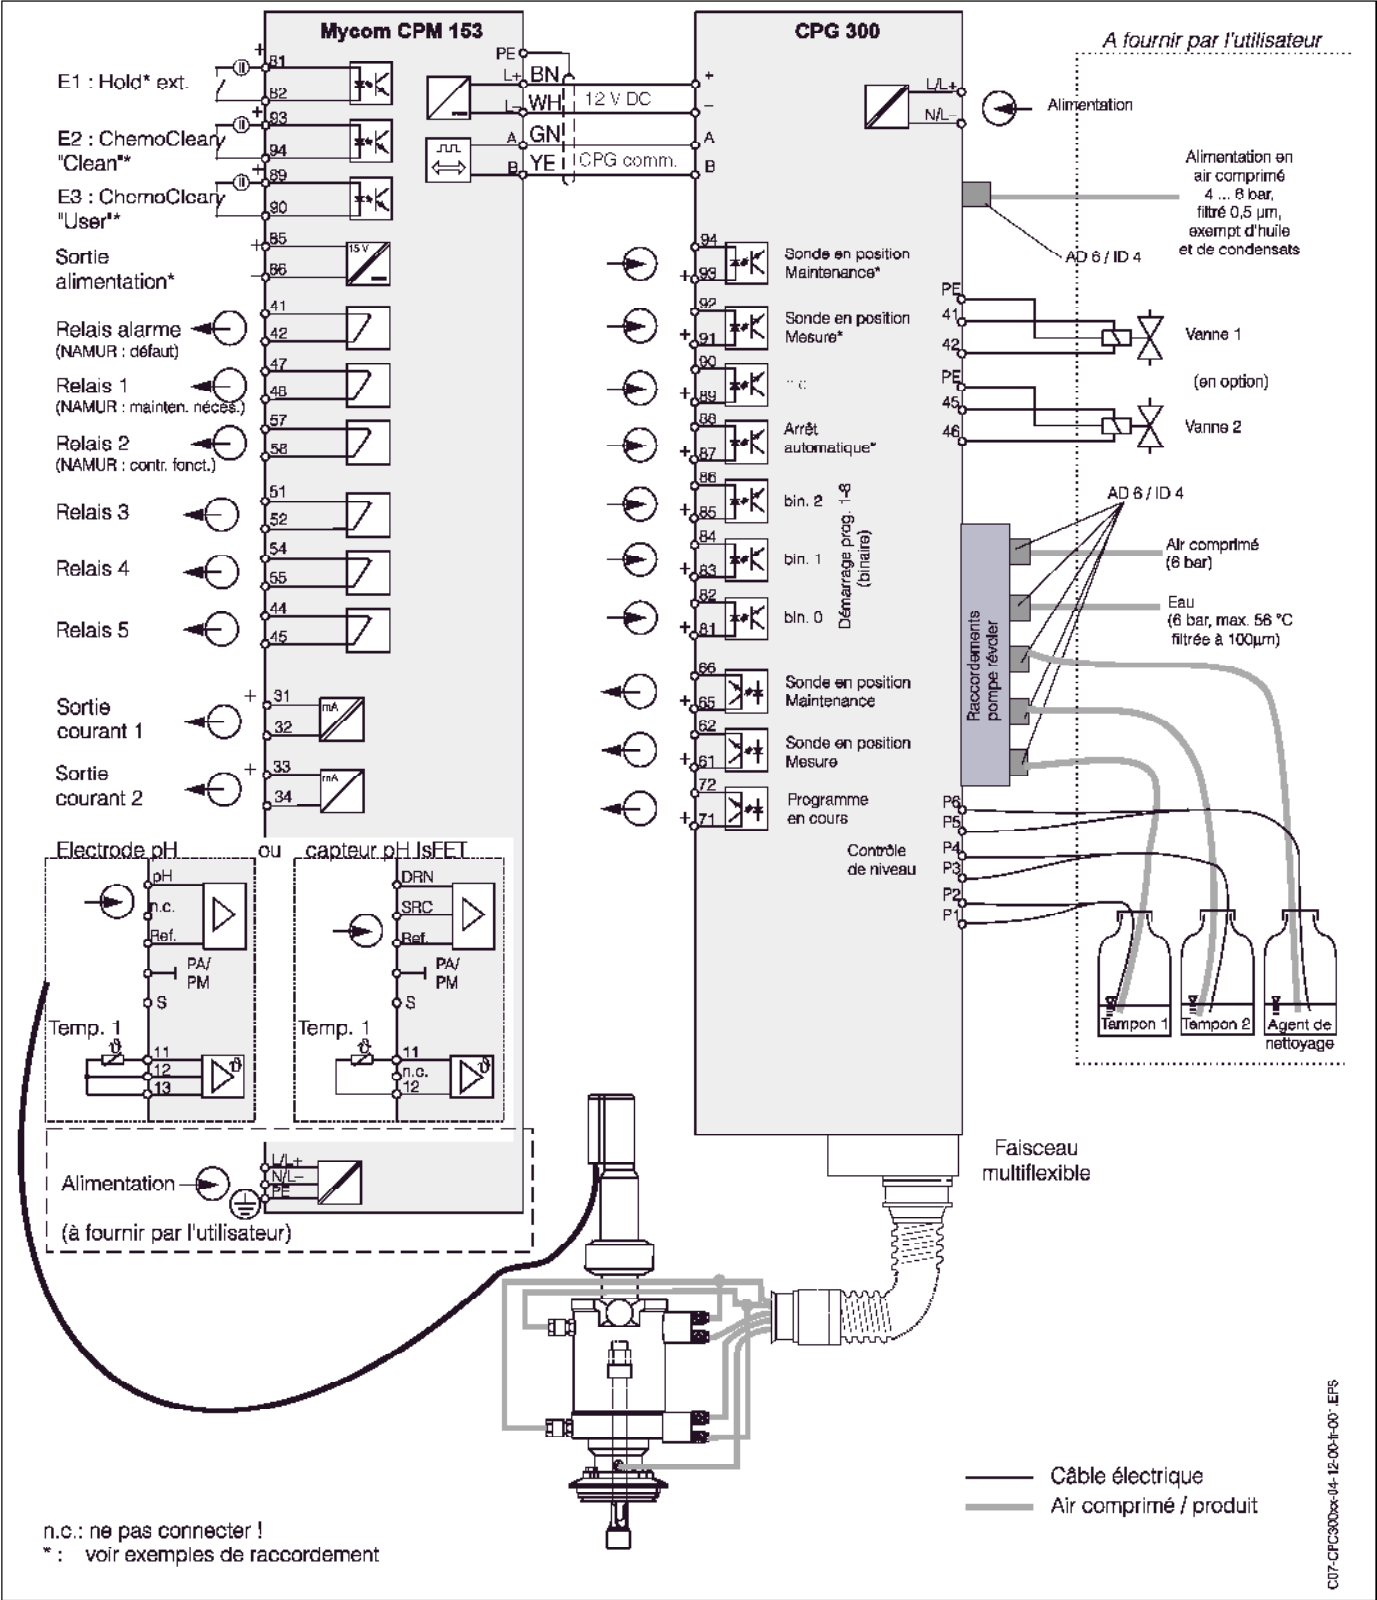 Mycom CPM 153
CPG 300
A fournir par l'utilisateur
E1 : Hold* ext.
+
81
82
E2 : ChemoClean
"Clean"*
+
93
94
E3 : ChemoClean
"User"*
+
89
90
Sortie
alimentation*
+
85
–
86
15 V
Relais alarme
(NAMUR : défaut)
41
42
Relais 1
(NAMUR : mainten. néces.)
47
48
Relais 2
(NAMUR : contr. fonct.)
57
58
Relais 3
51
52
Relais 4
54
55
Relais 5
44
45
Sortie
courant 1
+
31
32
mA
Sortie
courant 2
+
33
34
mA
PE
L+ BN
L– WH
12 V DC
A GN
B YE
CPG comm.
+
–
A
B
L/L+
N/L–
Alimentation
Alimentation en
air comprimé
4 ... 6 bar,
filtré 0,5 µm,
exempt d'huile
et de condensats
AD 6 / ID 4
94
+ 93
Sonde en position
Maintenance*
92
+ 91
Sonde en position
Mesure*
90
+ 89
88
+ 87
Arrêt
automatique*
86
+ 85
bin. 2
84
+ 83
bin. 1
82
+ 81
bin. 0
Démarrage prog. 1-6
(binaire)
66
+ 65
Sonde en position
Maintenance
62
+ 61
Sonde en position
Mesure
72
+ 71
Programme
en cours
PE
41
42
Vanne 1
(en option)
PE
45
46
Vanne 2
AD 6 / ID 4
Raccordements
pompe révolver
Air comprimé
(6 bar)
Eau
(6 bar, max. 56 °C
filtrée à 100µm)
Contrôle
de niveau
P6
P5
P4
P3
P2
P1
Tampon 1
Tampon 2
Agent de
nettoyage
Electrode pH
ou
capteur pH IsFET
pH
n.c.
Ref.
PA/
PM
S
Temp. 1
11
12
13
DRN
SRC
Ref.
PA/
PM
S
Temp. 1
11
n.c.
12
Alimentation
L/L+
N/L–
PE
(à fournir par l'utilisateur)
Faisceau
multiflexible
Câble électrique
Air comprimé / produit
n.c.: ne pas connecter !
* : voir exemples de raccordement
C07-CPC300xx-04-12-00-fr-001.EPS